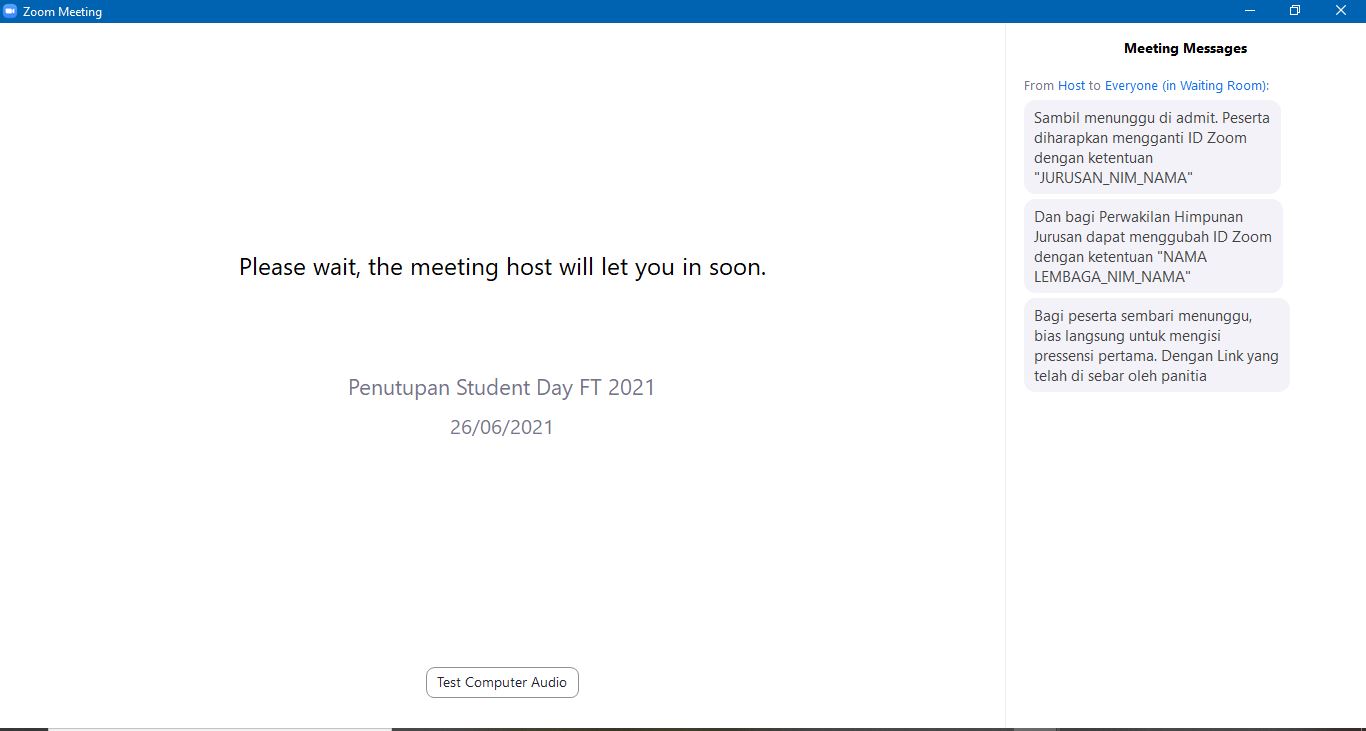 Zoom Meeting
Meeting Messages
From Host to Everyone (in Waiting Room):
Sambil menunggu di admit. Peserta
diharapkan mengganti ID Zoom
dengan ketentuan
"JURUSAN_NIM_NAMA"
Dan bagi Perwakilan Himpunan
Jurusan dapat menggubah ID Zoom
dengan ketentuan "NAMA
LEMBAGA_NIM_NAMA"
Bagi peserta sembari menunggu,
bias langsung untuk mengisi
pressensi pertama. Dengan Link yang
telah di sebar oleh panitia
Please wait, the meeting host will let you in soon.
Penutupan Student Day FT 2021
26/06/2021
Test Computer Audio